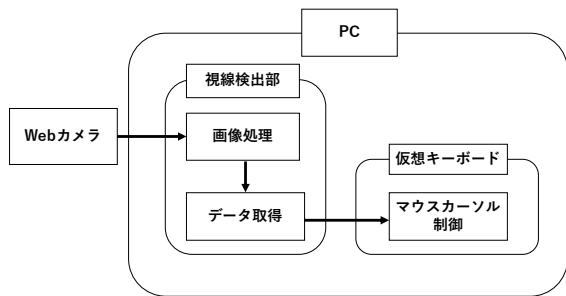 PC
視線検出部
Webカメラ
画像処理
仮想キーボード
データ取得
マウスカーソル
制御